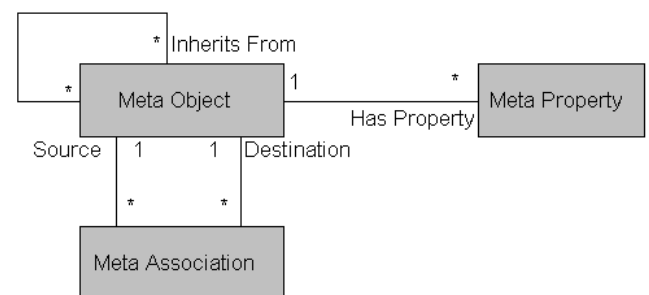 * Inherits From
*
Meta Object
1
*
Meta Property
Has Property
Source
1
1
Destination
*
*
Meta Association